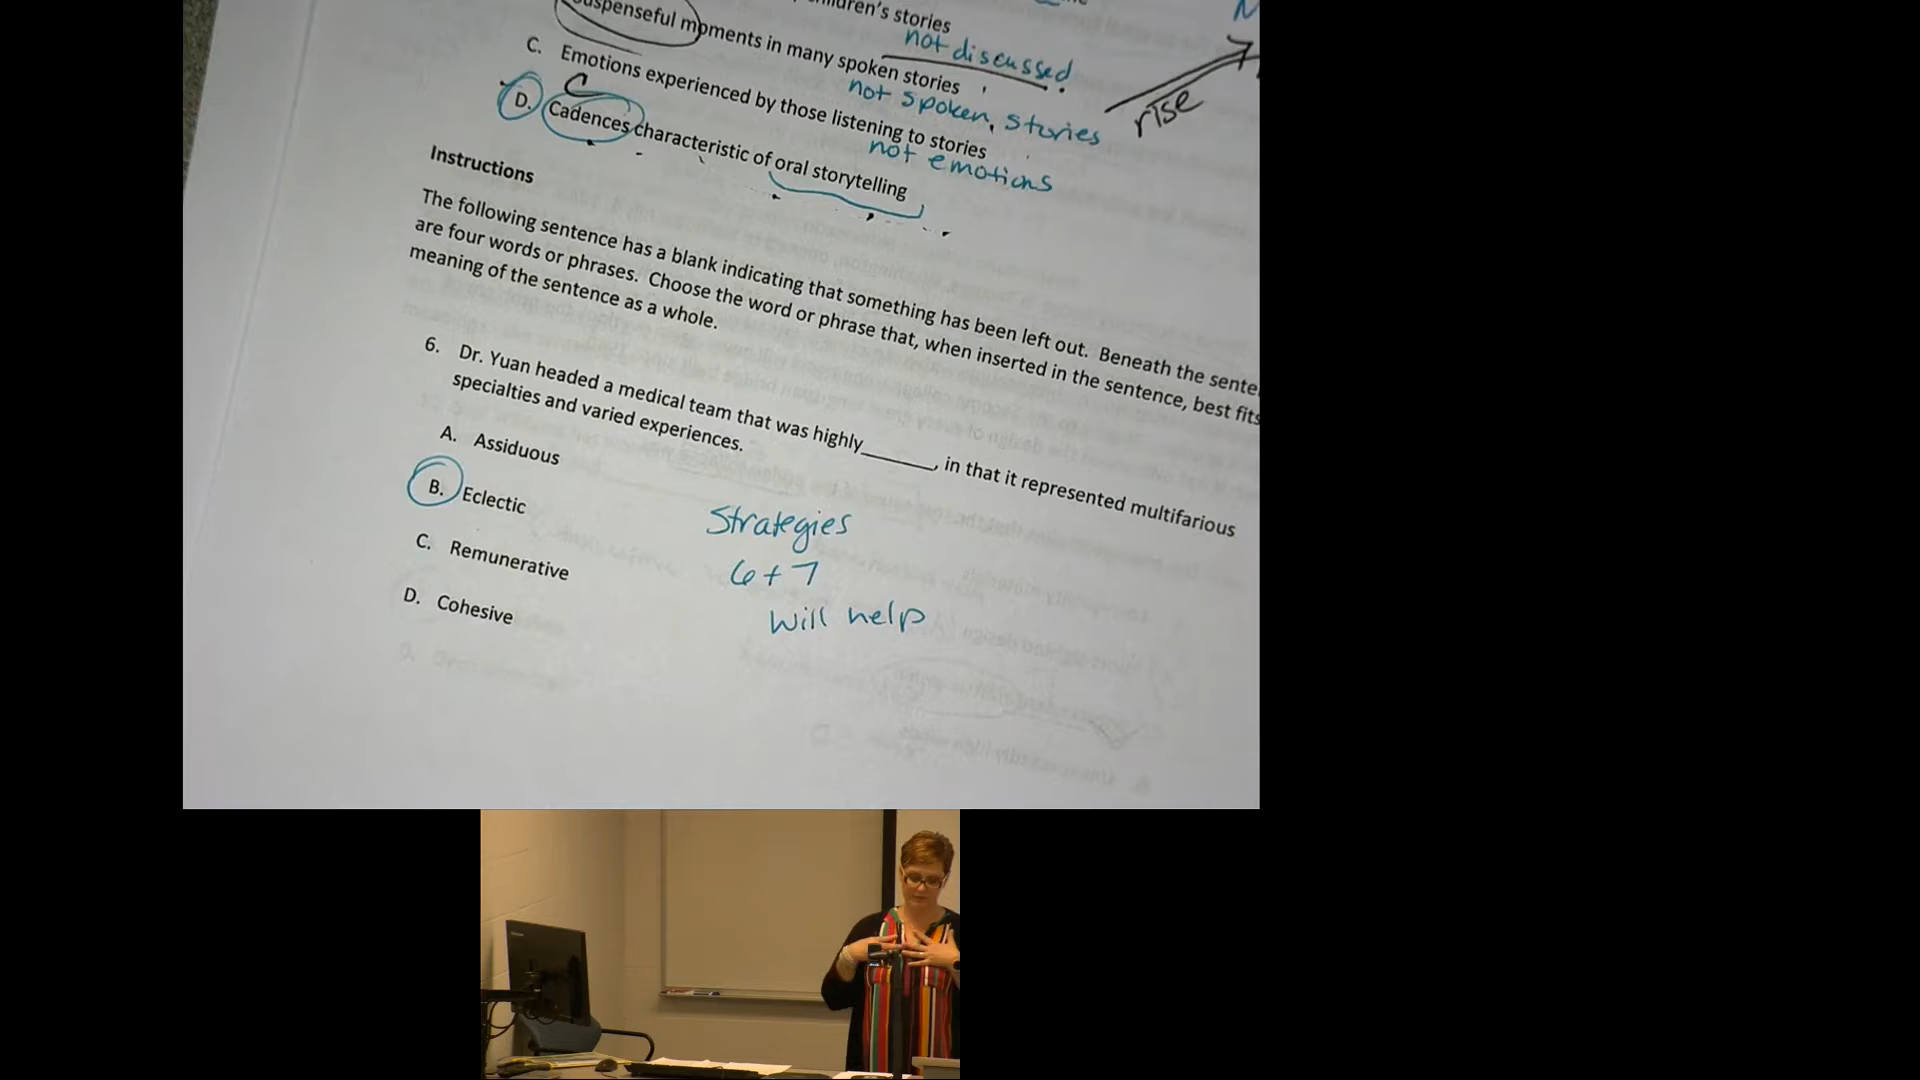 children's stories
not discussed.
suspenseful moments in many spoken stories
not spoken, stories
rise
C. Emotions experienced by those listening to stories
not emotions
C
D. Cadences characteristic of oral storytelling
Instructions
The following sentence has a blank indicating that something has been left out. Beneath the sente
are four words or phrases. Choose the word or phrase that, when inserted in the sentence, best fits
meaning of the sentence as a whole.
6. Dr. Yuan headed a medical team that was highly______, in that it represented multifarious
specialties and varied experiences.
A. Assiduous
B. Eclectic
C. Remunerative
D. Cohesive
Strategies
6+7
will help